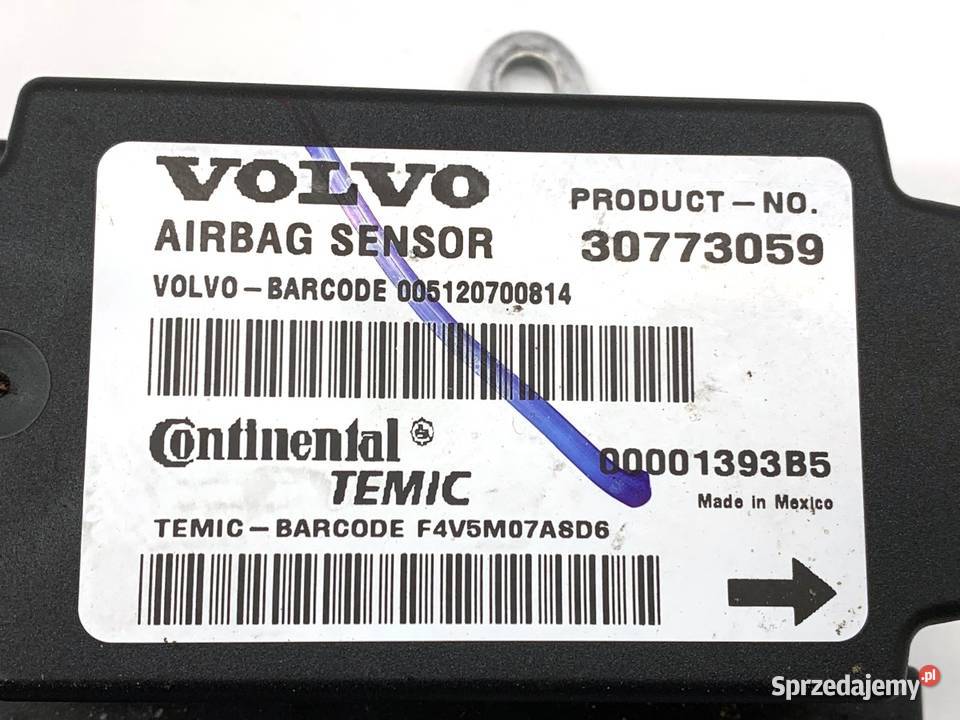 VOLVO
AIRBAG SENSOR
PRODUCT-NO.
30773059
VOLVO-BARCODE 005120700814
Continental
TEMIC
00001393B5
Made in Mexico
TEMIC-BARCODE F4V5M07A8D6
Sprzedajemy.pl